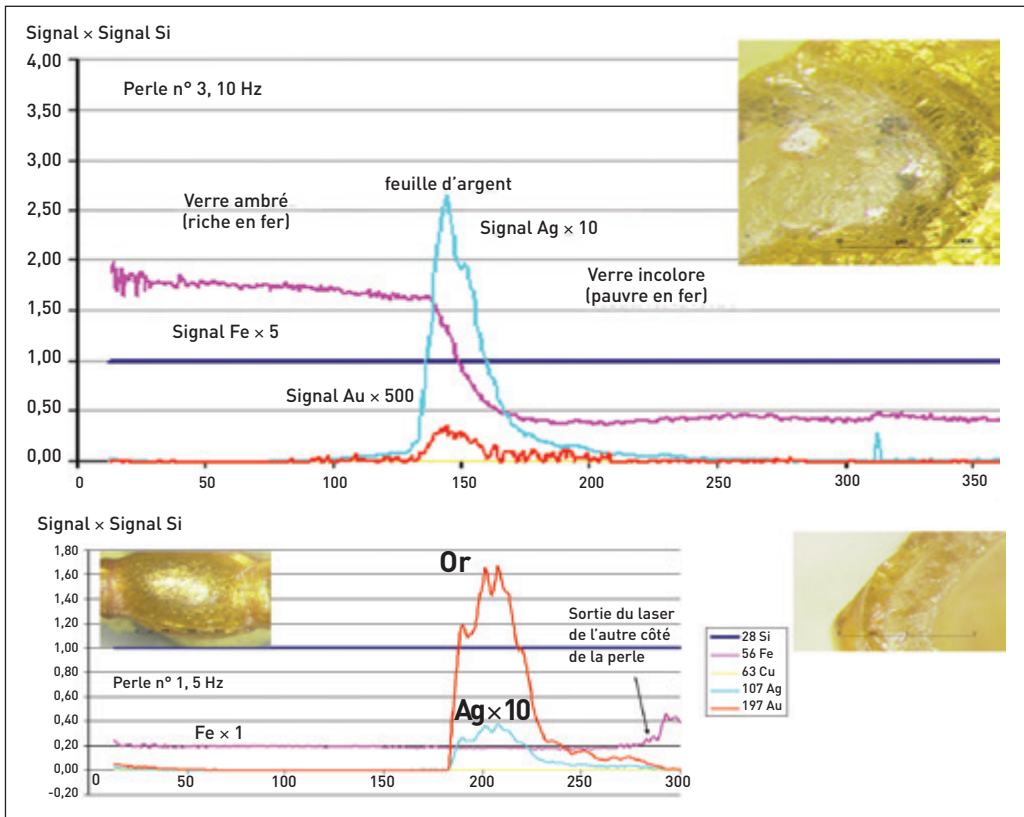 Signal × Signal Si
4,00
3,50
3,00
2,50
2,00
1,50
1,00
0,50
0,00
Perle n° 3, 10 Hz
feuille d'argent
Verre ambré
(riche en fer)
Signal Ag × 10
Verre incolore
(pauvre en fer)
Signal Fe × 5
Signal Au × 500
0 50 100 150 200 250 300 350
Signal × Signal Si
1,80
1,60
1,40
1,20
1,00
0,80
0,60
0,40
0,20
0,00
-0,20
Or
Sortie du laser
de l'autre côté
de la perle
Perle n° 1, 5 Hz
Ag×10
Fe × 1
0 50 100 150 200 250 300
28 Si
56 Fe
63 Cu
107 Ag
197 Au